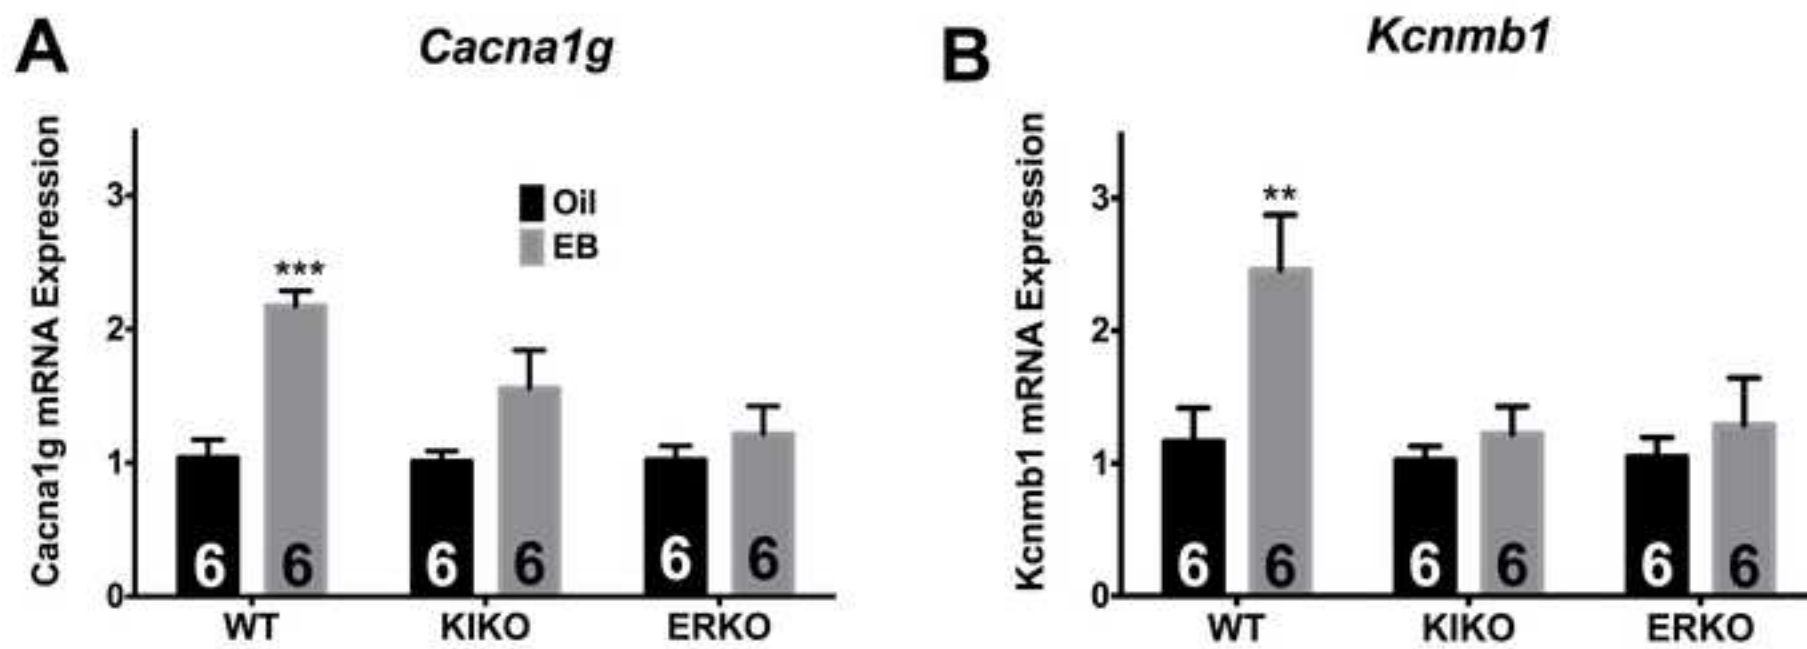 A
Cacna1g
Cacna1g mRNA Expression
3
2
1
0
***
Oil
EB
6
6
6
6
6
6
WT
KIKO
ERKO
B
Kcnmb1
Kcnmb1 mRNA Expression
3
2
1
0
**
6
6
6
6
6
6
WT
KIKO
ERKO